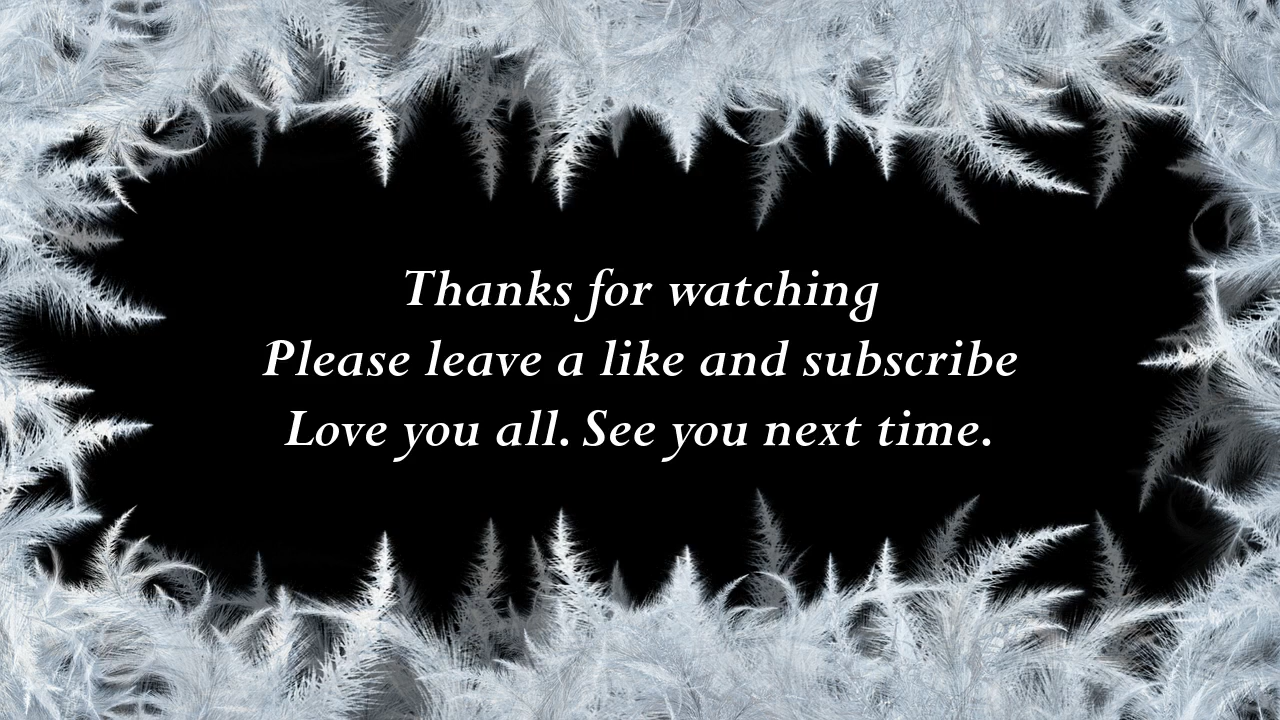 Thanks for watching
Please leave a like and subscribe
Love you all. See you next time.